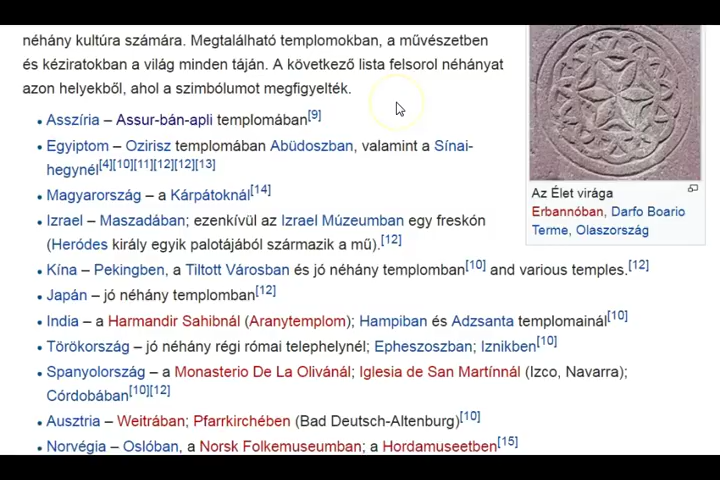 néhány kultúra számára. Megtalálható templomokban, a művészetben
és kéziratokban a világ minden táján. A következő lista felsorol néhányat
azon helyekből, ahol a szimbólumot megfigyelték.
• Asszíria – Assur-bán-apli templomában[9]
• Egyiptom – Ozirisz templomában Abüdoszban, valamint a Sínai-
hegynél[4][10][11][12][12][13]
• Magyarország – a Kárpátoknál[14]
• Izrael – Maszadában; ezenkívül az Izrael Múzeumban egy freskón
(Heródes király egyik palotájából származik a mű).[12]
• Kína – Pekingben, a Tiltott Városban és jó néhány templomban[10] and various temples.[12]
• Japán – jó néhány templomban[12]
• India – a Harmandir Sahibnál (Aranytemplom); Hampiban és Adzsanta templomainál[10]
• Törökország – jó néhány régi római telephelynél; Epheszoszban; Iznikben[10]
• Spanyolország – a Monasterio De La Olivánál; Iglesia de San Martínnál (Izco, Navarra);
Córdobában[10][12]
• Ausztria – Weitrában; Pfarrkirchében (Bad Deutsch-Altenburg)[10]
• Norvégia – Oslóban, a Norsk Folkemuseumban; a Hordamuseetben[15]
Az Élet virága
Erbannóban, Darfo Boario
Terme, Olaszország